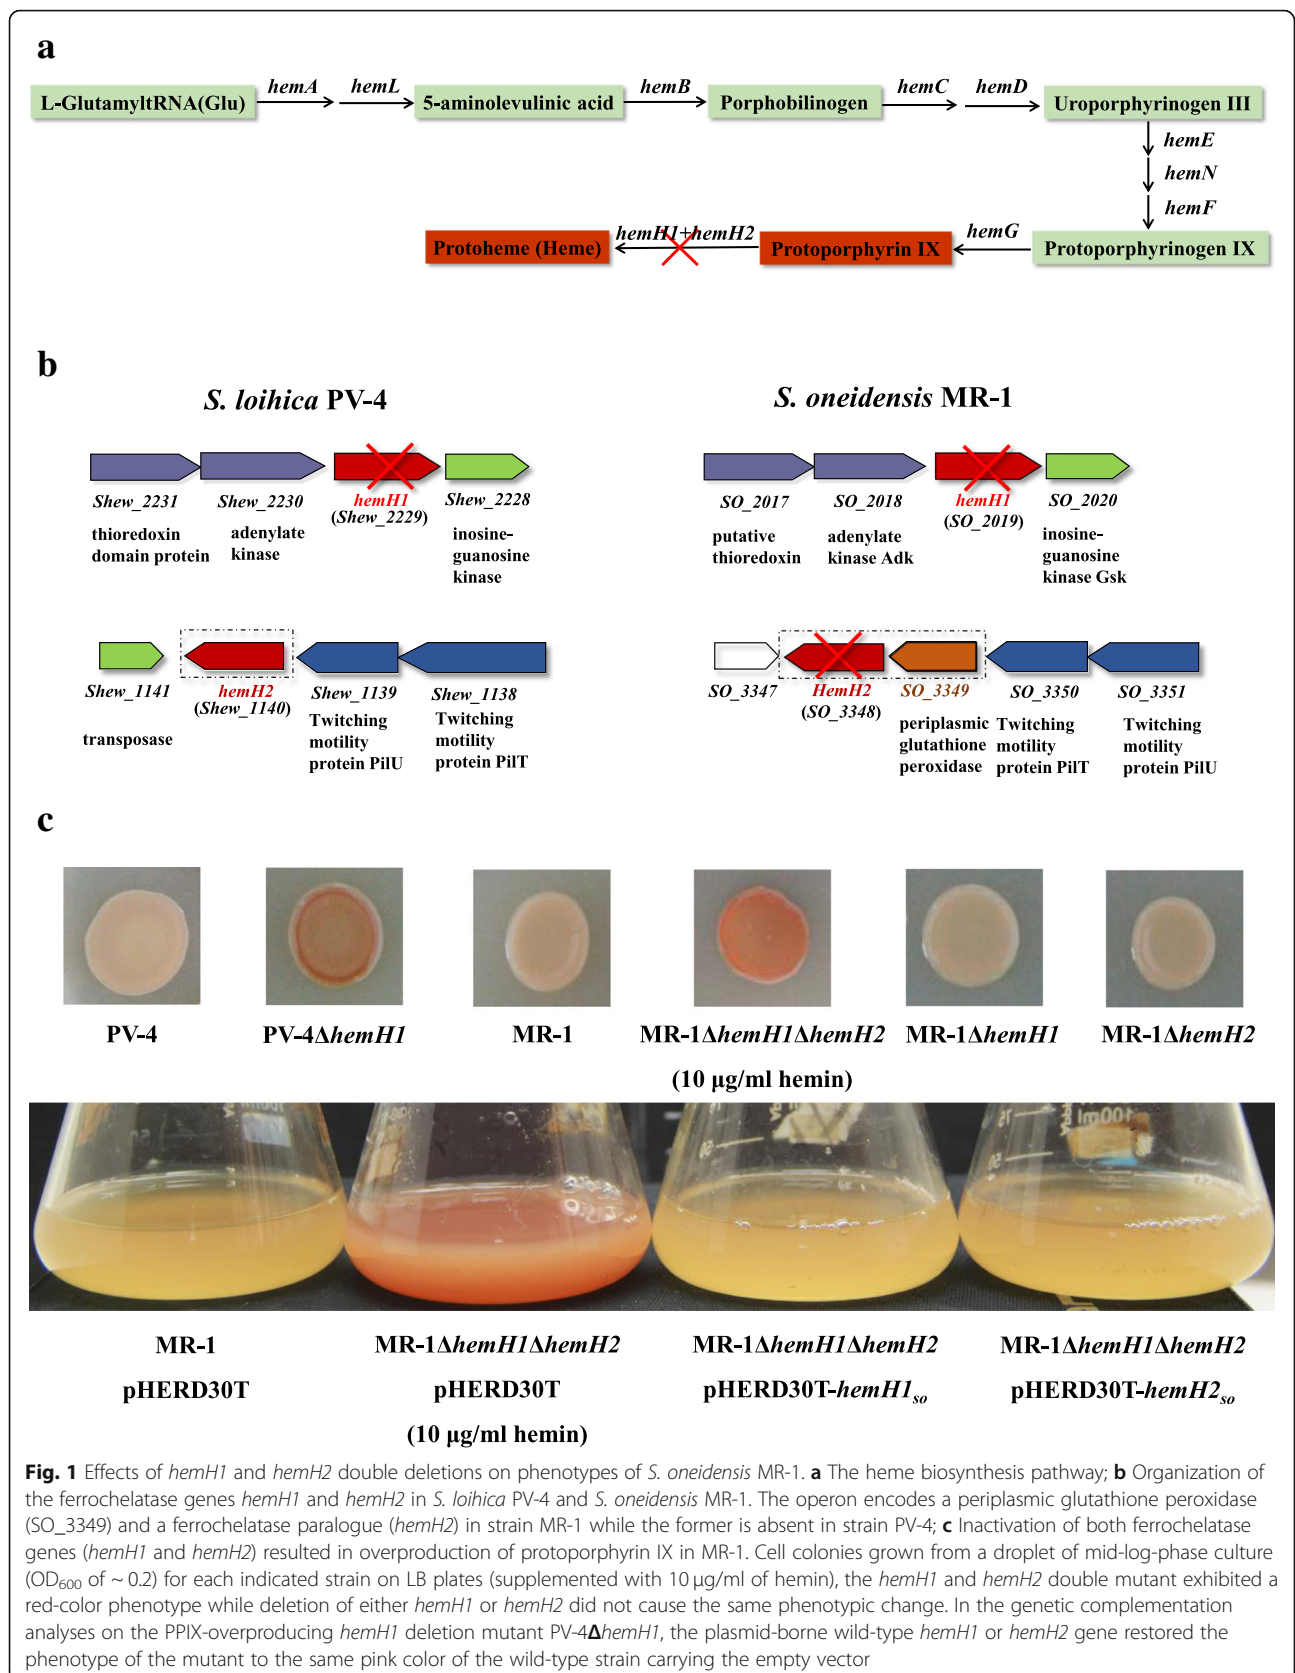 a
L-GlutamyltRNA(Glu) hemA hemL 5-aminolevulinic acid hemB Porphobilinogen hemC hemD Uroporphyrinogen III
hemE
hemN
hemF
Protoheme (Heme) hemH1+hemH2 Protoporphyrin IX hemG Protoporphyrinogen IX
b
S. loihica PV-4
S. oneidensis MR-1
Shew_2231 Shew_2230 hemH1 Shew_2228
(Shew_2229)
thioredoxin domain protein
adenylate kinase
inosine-
guanosine
kinase
SO_2017 SO_2018 hemH1 SO_2020
(SO_2019)
putative
thioredoxin
adenylate
kinase Adk
inosine-
guanosine
kinase Gsk
Shew_1141 hemH2 Shew_1139 Shew_1138
(Shew_1140)
transposase
Twitching
motility
protein PilU
Twitching
motility
protein PilT
SO_3347 HemH2 SO_3349 SO_3350 SO_3351
(SO_3348)
periplasmic
glutathione
peroxidase
Twitching
motility
protein PilT
Twitching
motility
protein PilU
c
PV-4 PV-4ΔhemH1 MR-1 MR-1ΔhemH1ΔhemH2 MR-1ΔhemH1 MR-1ΔhemH2
(10 µg/ml hemin)
50
100ml
50
MR-1 MR-1ΔhemH1ΔhemH2 MR-1ΔhemH1ΔhemH2 MR-1ΔhemH1ΔhemH2
pHERD30T pHERD30T pHERD30T-hemH1so pHERD30T-hemH2so
(10 µg/ml hemin)
Fig. 1 Effects of hemH1 and hemH2 double deletions on phenotypes of S. oneidensis MR-1. a The heme biosynthesis pathway; b Organization of
the ferrochelatase genes hemH1 and hemH2 in S. loihica PV-4 and S. oneidensis MR-1. The operon encodes a periplasmic glutathione peroxidase
(SO_3349) and a ferrochelatase paralogue (hemH2) in strain MR-1 while the former is absent in strain PV-4; c Inactivation of both ferrochelatase
genes (hemH1 and hemH2) resulted in overproduction of protoporphyrin IX in MR-1. Cell colonies grown from a droplet of mid-log-phase culture
(OD600 of ~ 0.2) for each indicated strain on LB plates (supplemented with 10 µg/ml of hemin), the hemH1 and hemH2 double mutant exhibited a
red-color phenotype while deletion of either hemH1 or hemH2 did not cause the same phenotypic change. In the genetic complementation
analyses on the PPIX-overproducing hemH1 deletion mutant PV-4ΔhemH1, the plasmid-borne wild-type hemH1 or hemH2 gene restored the
phenotype of the mutant to the same pink color of the wild-type strain carrying the empty vector